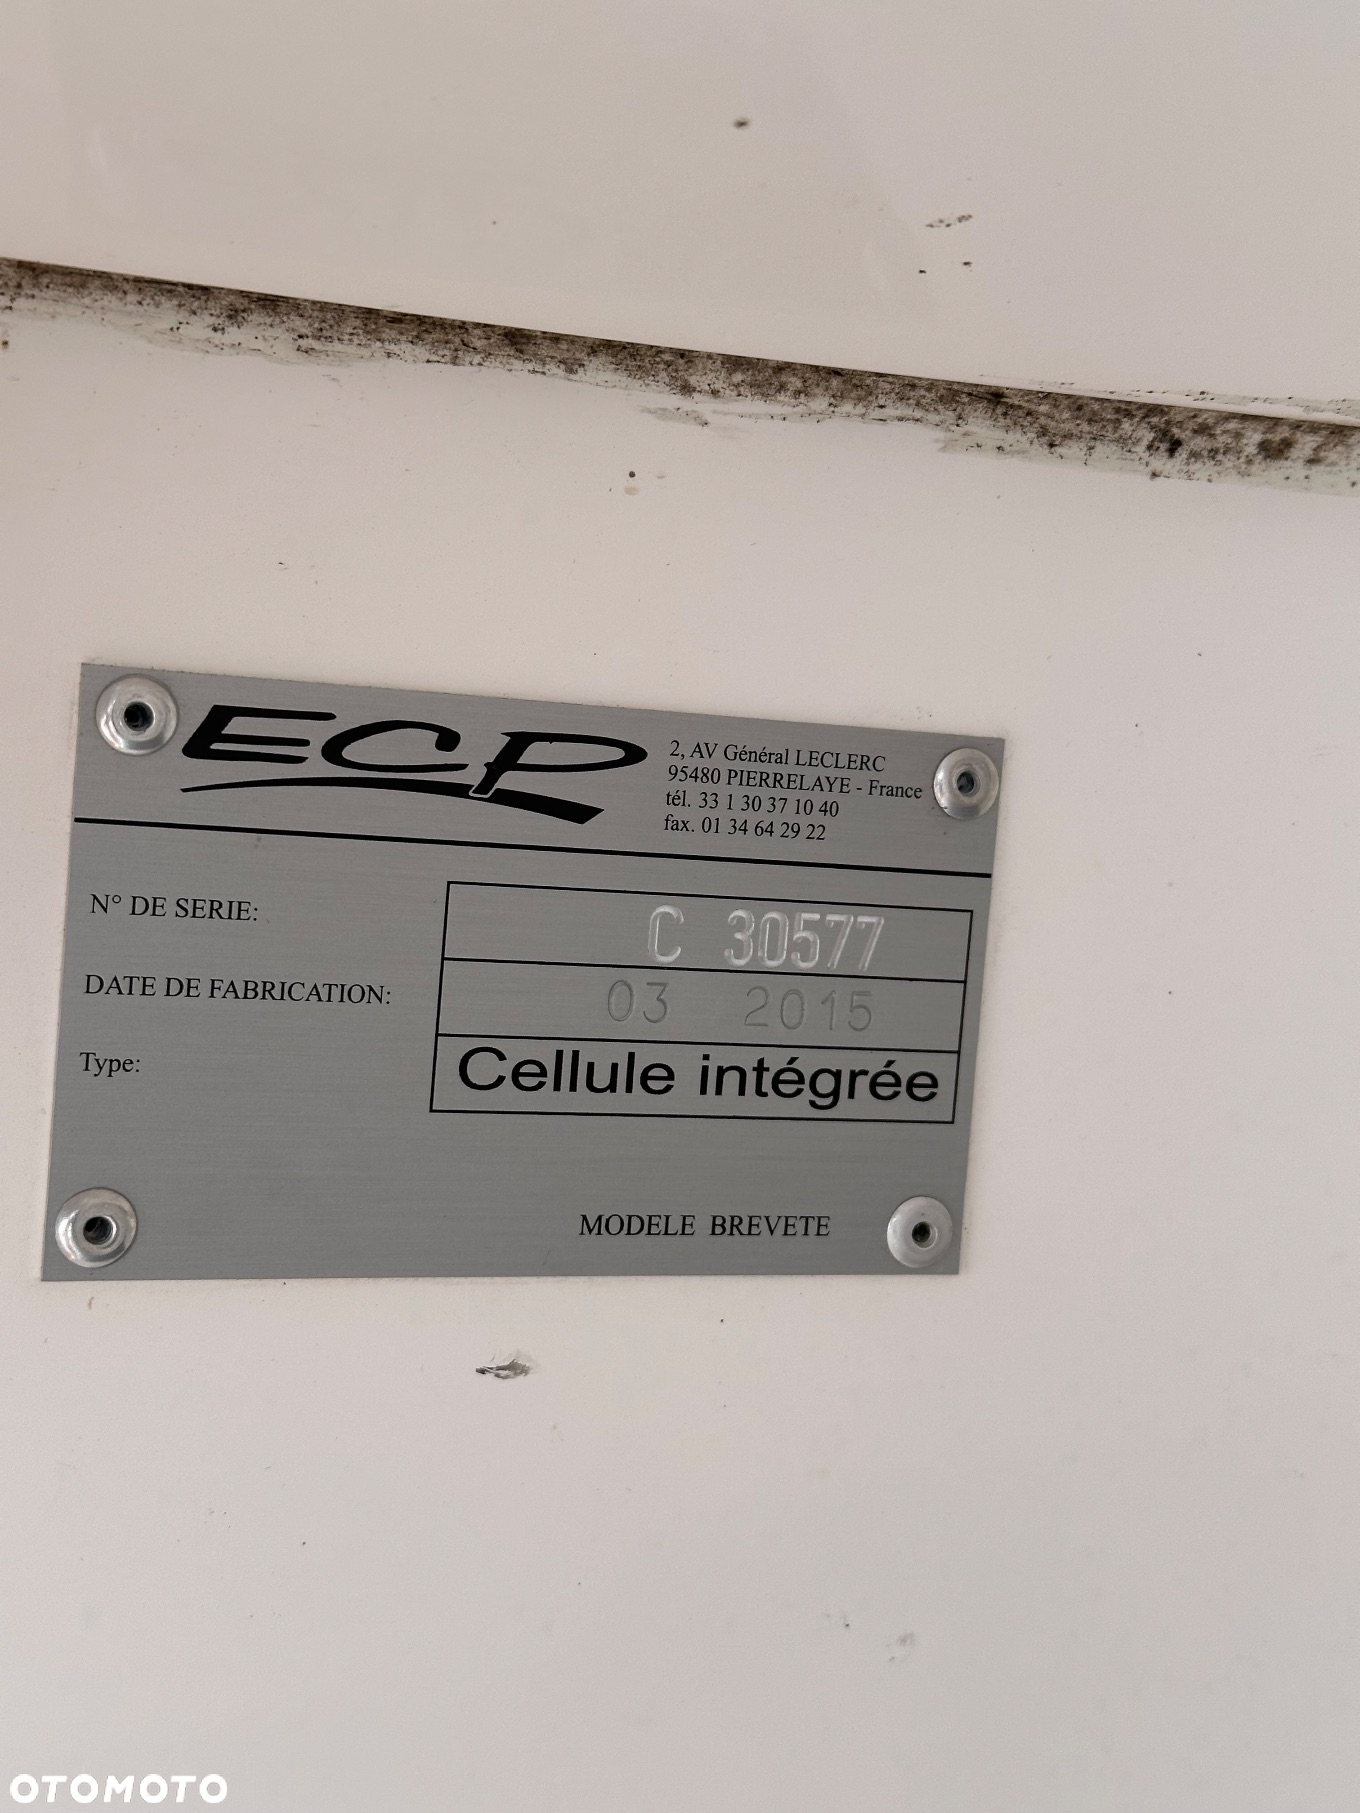 ECP
2, AV Général LECLERC
95480 PIERRELAYE - France
tél. 33 1 30 37 10 40
fax. 01 34 64 29 22
N° DE SERIE: C 30577
DATE DE FABRICATION: 03 2015
Type: Cellule intégrée
MODELE BREVETE
OTOMOTO